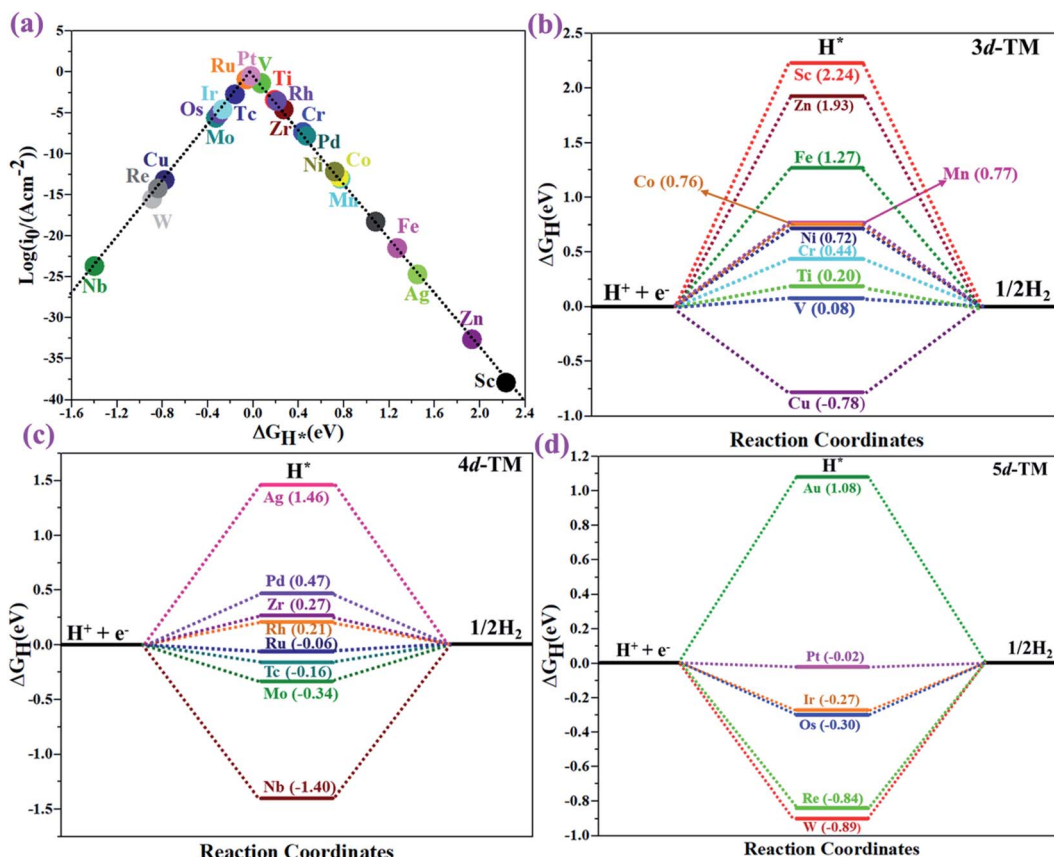 (a)
Log(i₀/(Acm⁻²))
5
0
-5
-10
-15
-20
-25
-30
-35
-40
Ru
Pt
V
Ti
Ir
Rh
Os
Tc
Mo
Zr
Cr
Pd
Cu
Ni
Co
Re
Mn
W
Fe
Nb
Ag
Zn
Sc
-1.6 -1.2 -0.8 -0.4 0.0 0.4 0.8 1.2 1.6 2.0 2.4
ΔG_H*(eV)
(b)
3d-TM
ΔG_H(eV)
2.5
2.0
1.5
1.0
0.5
0.0
-0.5
-1.0
H*
Sc (2.24)
Zn (1.93)
Fe (1.27)
Co (0.76)
Mn (0.77)
Ni (0.72)
Cr (0.44)
Ti (0.20)
H⁺ + e⁻
1/2H₂
V (0.08)
Cu (-0.78)
Reaction Coordinates
(c)
4d-TM
ΔG_H(eV)
1.5
1.0
0.5
0.0
-0.5
-1.0
-1.5
H*
Ag (1.46)
Pd (0.47)
Zr (0.27)
Rh (0.21)
H⁺ + e⁻
1/2H₂
Ru (-0.06)
Tc (-0.16)
Mo (-0.34)
Nb (-1.40)
Reaction Coordinates
(d)
5d-TM
ΔG_H(eV)
1.2
1.0
0.8
0.6
0.4
0.2
0.0
-0.2
-0.4
-0.6
-0.8
-1.0
H*
Au (1.08)
H⁺ + e⁻
1/2H₂
Pt (-0.02)
Ir (-0.27)
Os (-0.30)
Re (-0.84)
W (-0.89)
Reaction Coordinates